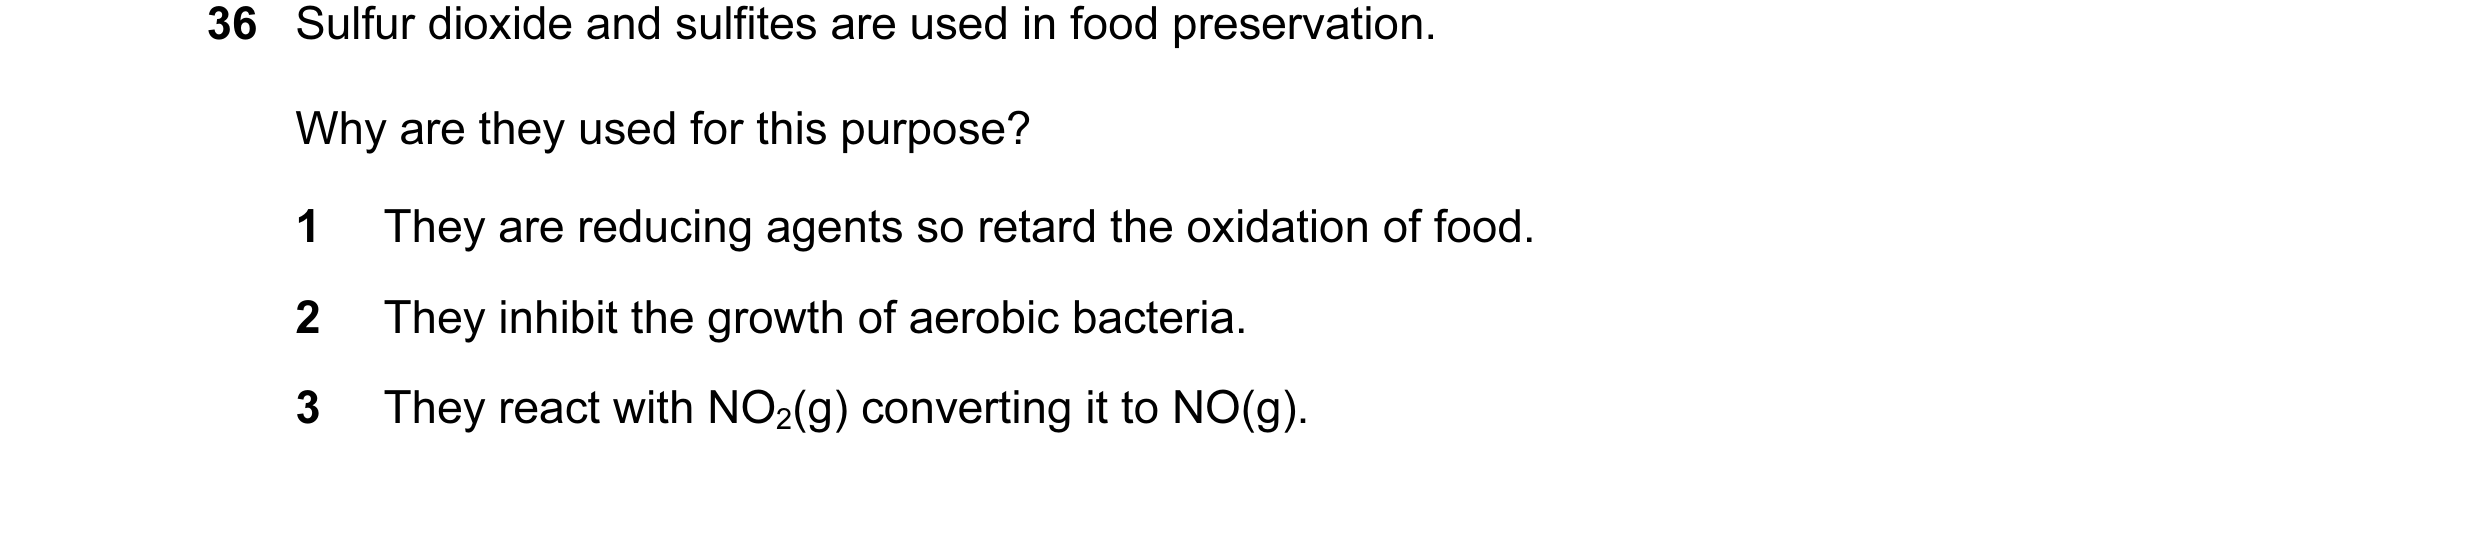 36 Sulfur dioxide and sulfites are used in food preservation.
Why are they used for this purpose?
1 They are reducing agents so retard the oxidation of food.
2 They inhibit the growth of aerobic bacteria.
3 They react with NO₂(g) converting it to NO(g).